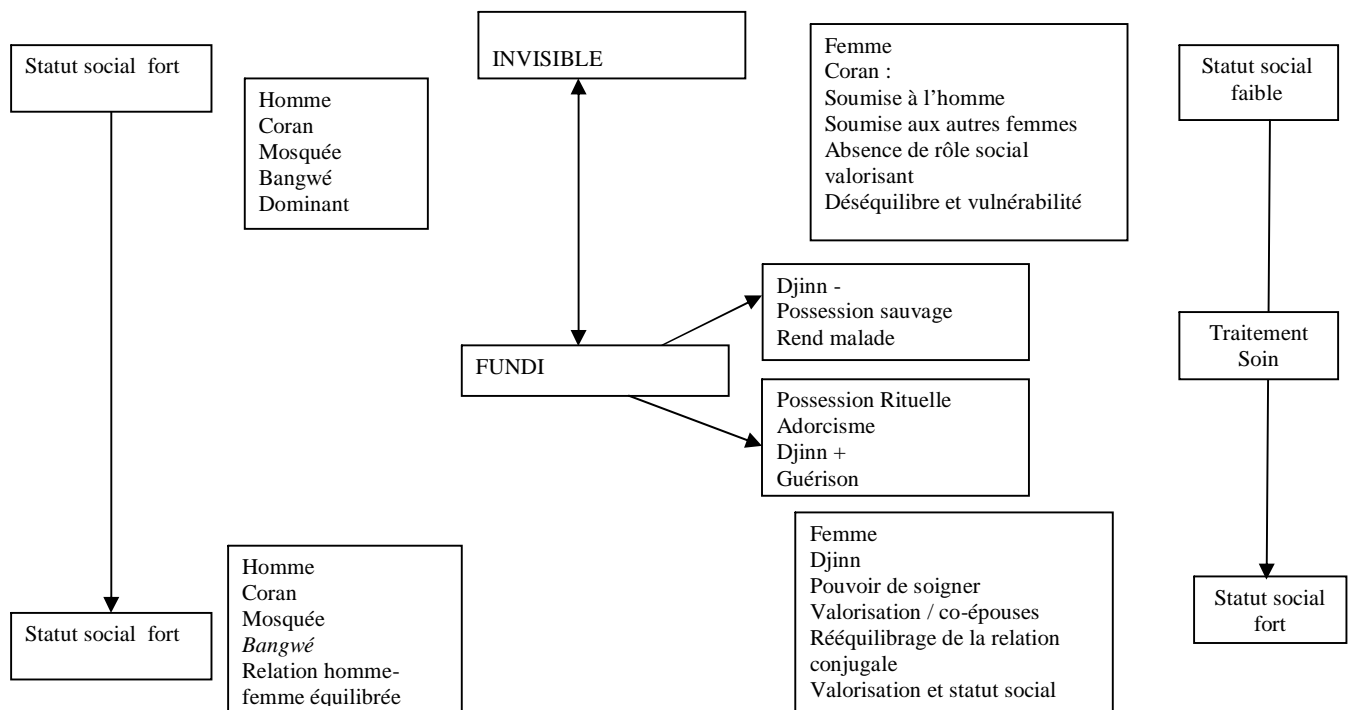 Statut social fort
Homme
Coran
Mosquée
Bangwé
Dominant
INVISIBLE
Femme
Coran :
Soumise à l’homme
Soumise aux autres femmes
Absence de rôle social
valorisant
Déséquilibre et vulnérabilité
Statut social
faible
Djinn -
Possession sauvage
Rend malade
FUNDI
Possession Rituelle
Adorcisme
Djinn +
Guérison
Traitement
Soin
Statut social fort
Homme
Coran
Mosquée
Bangwé
Relation homme-
femme équilibrée
Femme
Djinn
Pouvoir de soigner
Valorisation / co-épouses
Rééquilibrage de la relation
conjugale
Valorisation et statut social
Statut social
fort